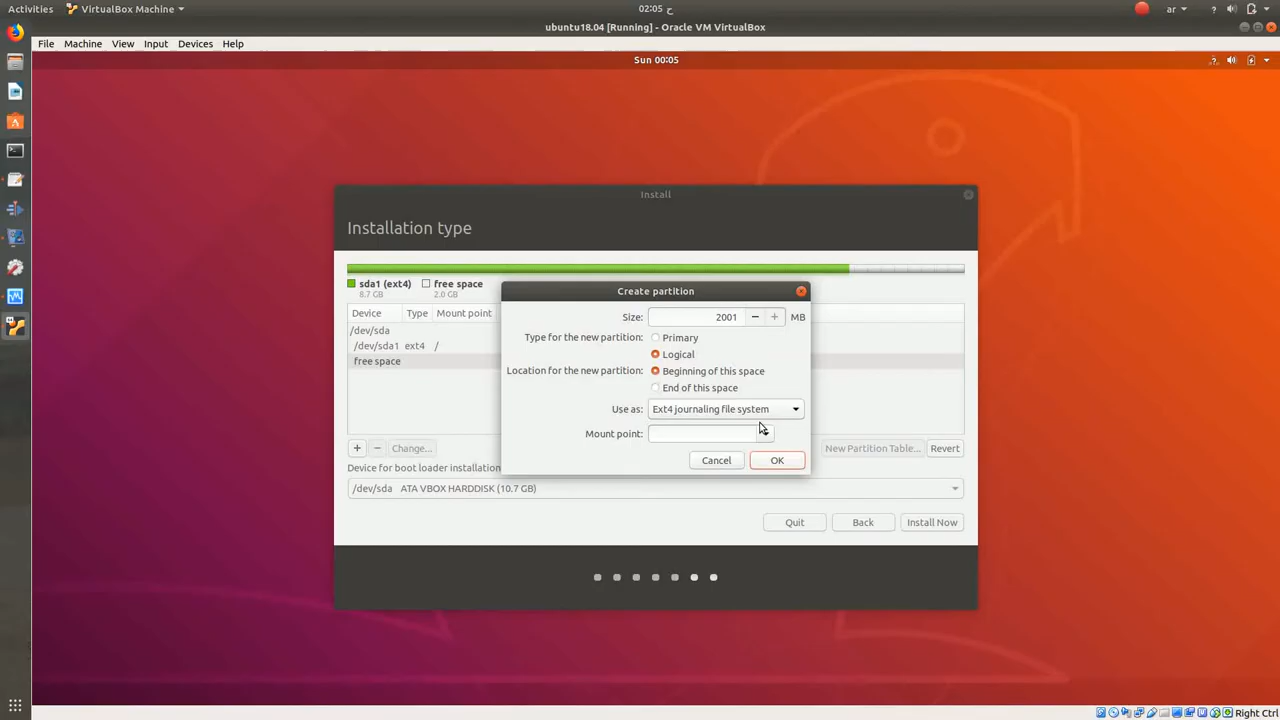 Activities
VirtualBox Machine
ح 02:05
ar
ubuntu18.04 [Running] - Oracle VM VirtualBox
File Machine View Input Devices Help
Sun 00:05
Install
Installation type
sda1 (ext4)
8.7 GB
free space
2.0 GB
Device Type Mount point
/dev/sda
/dev/sda1 ext4 /
free space
Create partition
Size: 2001 MB
Type for the new partition: Primary
Logical
Location for the new partition: Beginning of this space
End of this space
Use as: Ext4 journaling file system
Mount point:
Cancel OK
+ − Change...
New Partition Table... Revert
Device for boot loader installation
/dev/sda ATA VBOX HARDDISK (10.7 GB)
Quit Back Install Now
Right Ctrl